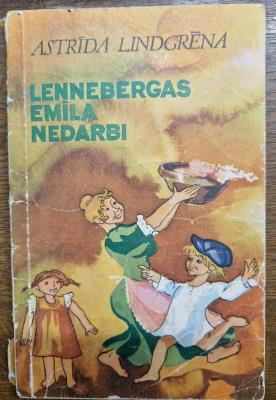 ASTRĪDA LINDGRĒNA
LENNEBERGAS
EMĪLA
NEDARBI